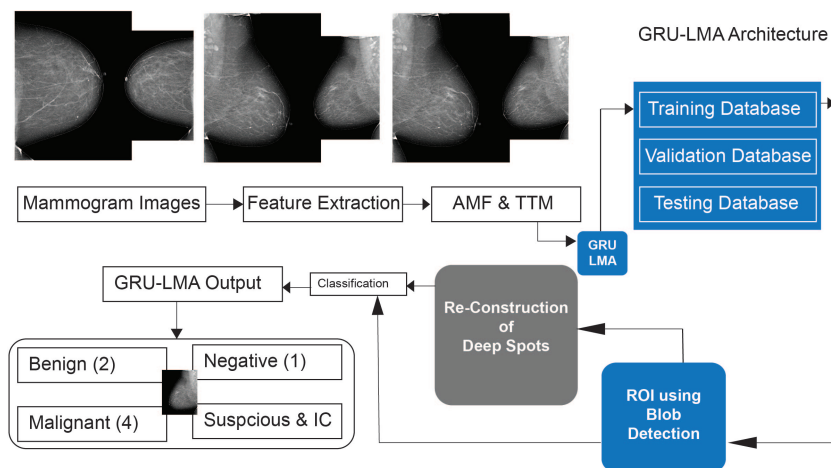 GRU-LMA Architecture
Training Database
Validation Database
Testing Database
Mammogram Images
Feature Extraction
AMF & TTM
GRU
LMA
GRU-LMA Output
Classification
Re-Construction
of
Deep Spots
Benign (2)
Negative (1)
Malignant (4)
Suspcious & IC
ROI using
Blob
Detection